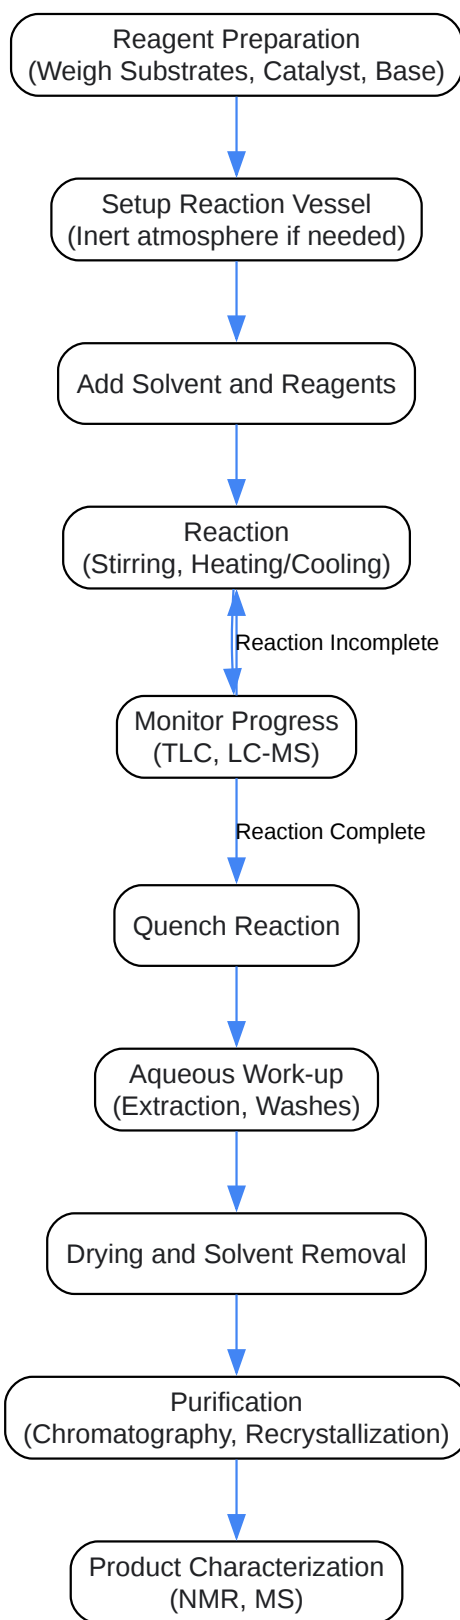 Reagent Preparation
(Weigh Substrates, Catalyst, Base)
Setup Reaction Vessel
(Inert atmosphere if needed)
Add Solvent and Reagents
Reaction
(Stirring, Heating/Cooling)
Reaction Incomplete
Monitor Progress
(TLC, LC-MS)
Reaction Complete
Quench Reaction
Aqueous Work-up
(Extraction, Washes)
Drying and Solvent Removal
Purification
(Chromatography, Recrystallization)
Product Characterization
(NMR, MS)